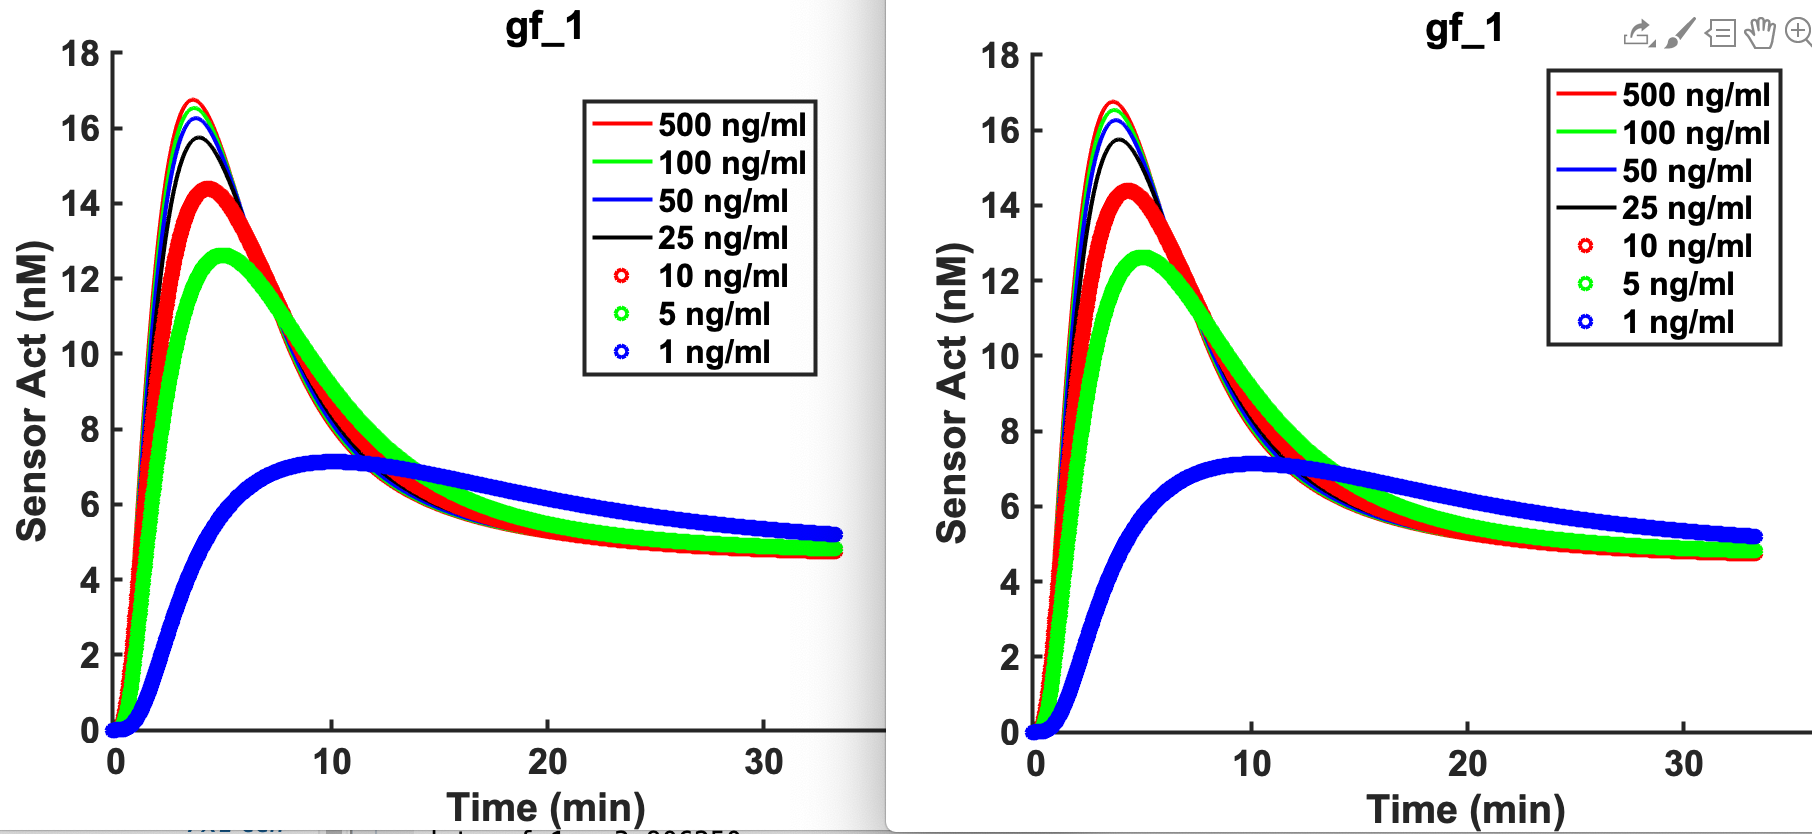 gf_1
18
16
14
12
10
8
6
4
2
0
0 10 20 30
Sensor Act (nM)
Time (min)
500 ng/ml
100 ng/ml
50 ng/ml
25 ng/ml
10 ng/ml
5 ng/ml
1 ng/ml
gf_1
18
16
14
12
10
8
6
4
2
0
0 10 20 30
Sensor Act (nM)
Time (min)
500 ng/ml
100 ng/ml
50 ng/ml
25 ng/ml
10 ng/ml
5 ng/ml
1 ng/ml